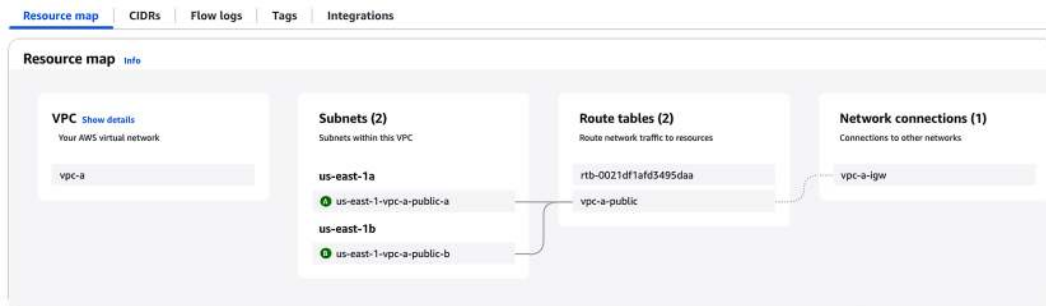 Resource map
CIDRs
Flow logs
Tags
Integrations
Resource map Info
VPC Show details
Your AWS virtual network
vpc-a
Subnets (2)
Subnets within this VPC
us-east-1a
A us-east-1-vpc-a-public-a
us-east-1b
B us-east-1-vpc-a-public-b
Route tables (2)
Route network traffic to resources
rtb-0021df1afd3495daa
vpc-a-public
Network connections (1)
Connections to other networks
vpc-a-igw